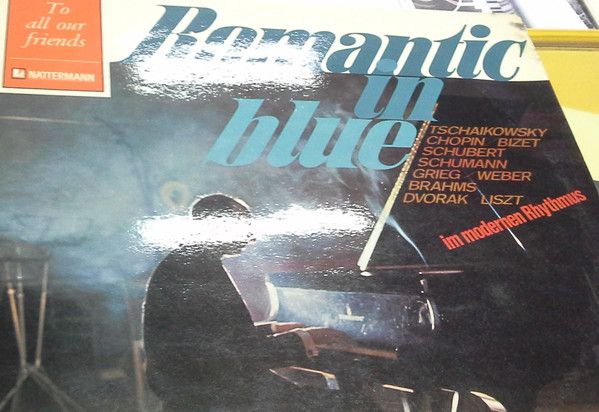 To
all our
friends
NATTERMANN
Romantic
in
blue
TSCHAIKOWSKY
CHOPIN BIZET
SCHUBERT
SCHUMANN
GRIEG WEBER
BRAHMS
DVORAK LISZT
im modernen Rhythmus